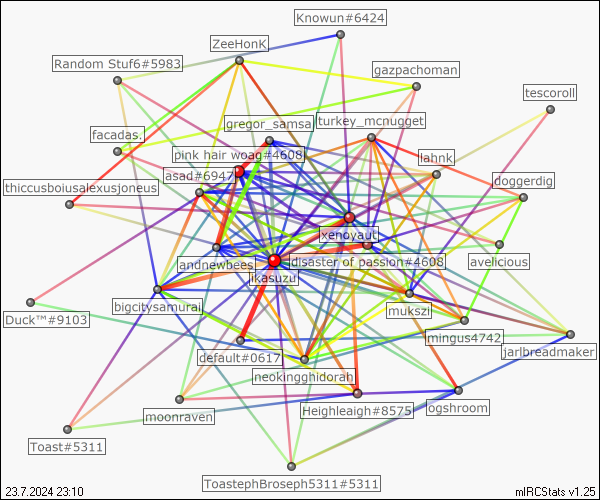 Knowun#6424
ZeeHonK
Random Stuf6#5983
gazpachoman
tescoroll
gregor_samsa
turkey_mcnugget
facadas.
pink hair woag#4608
lahnk
asad#6947
doggerdig
thiccusboiusalexusjoneus
xenoyaut
andnewbees
disaster of passion#4608
avelicious
ikasuzu
bigcitysamurai
mukszi
Duck™#9103
mingus4742
default#0617
jarlbreadmaker
neokingghidorah
moonraven
Heighleigh#8575
ogshroom
Toast#5311
ToastephBroseph5311#5311
23.7.2024 23:10
mIRCStats v1.25